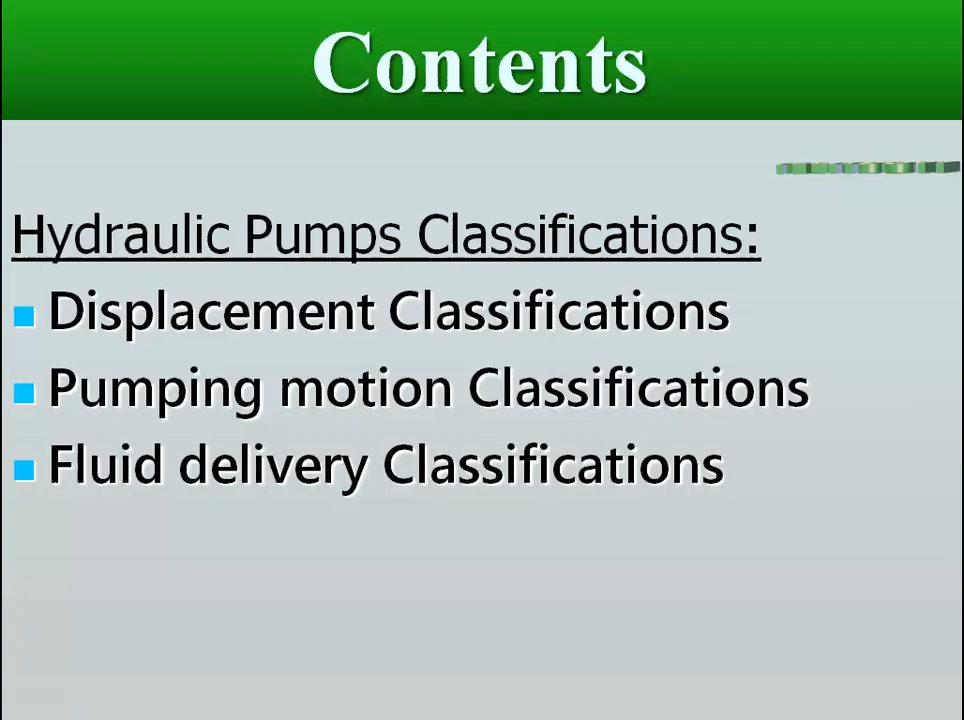 Contents
Hydraulic Pumps Classifications:
Displacement Classifications
Pumping motion Classifications
Fluid delivery Classifications